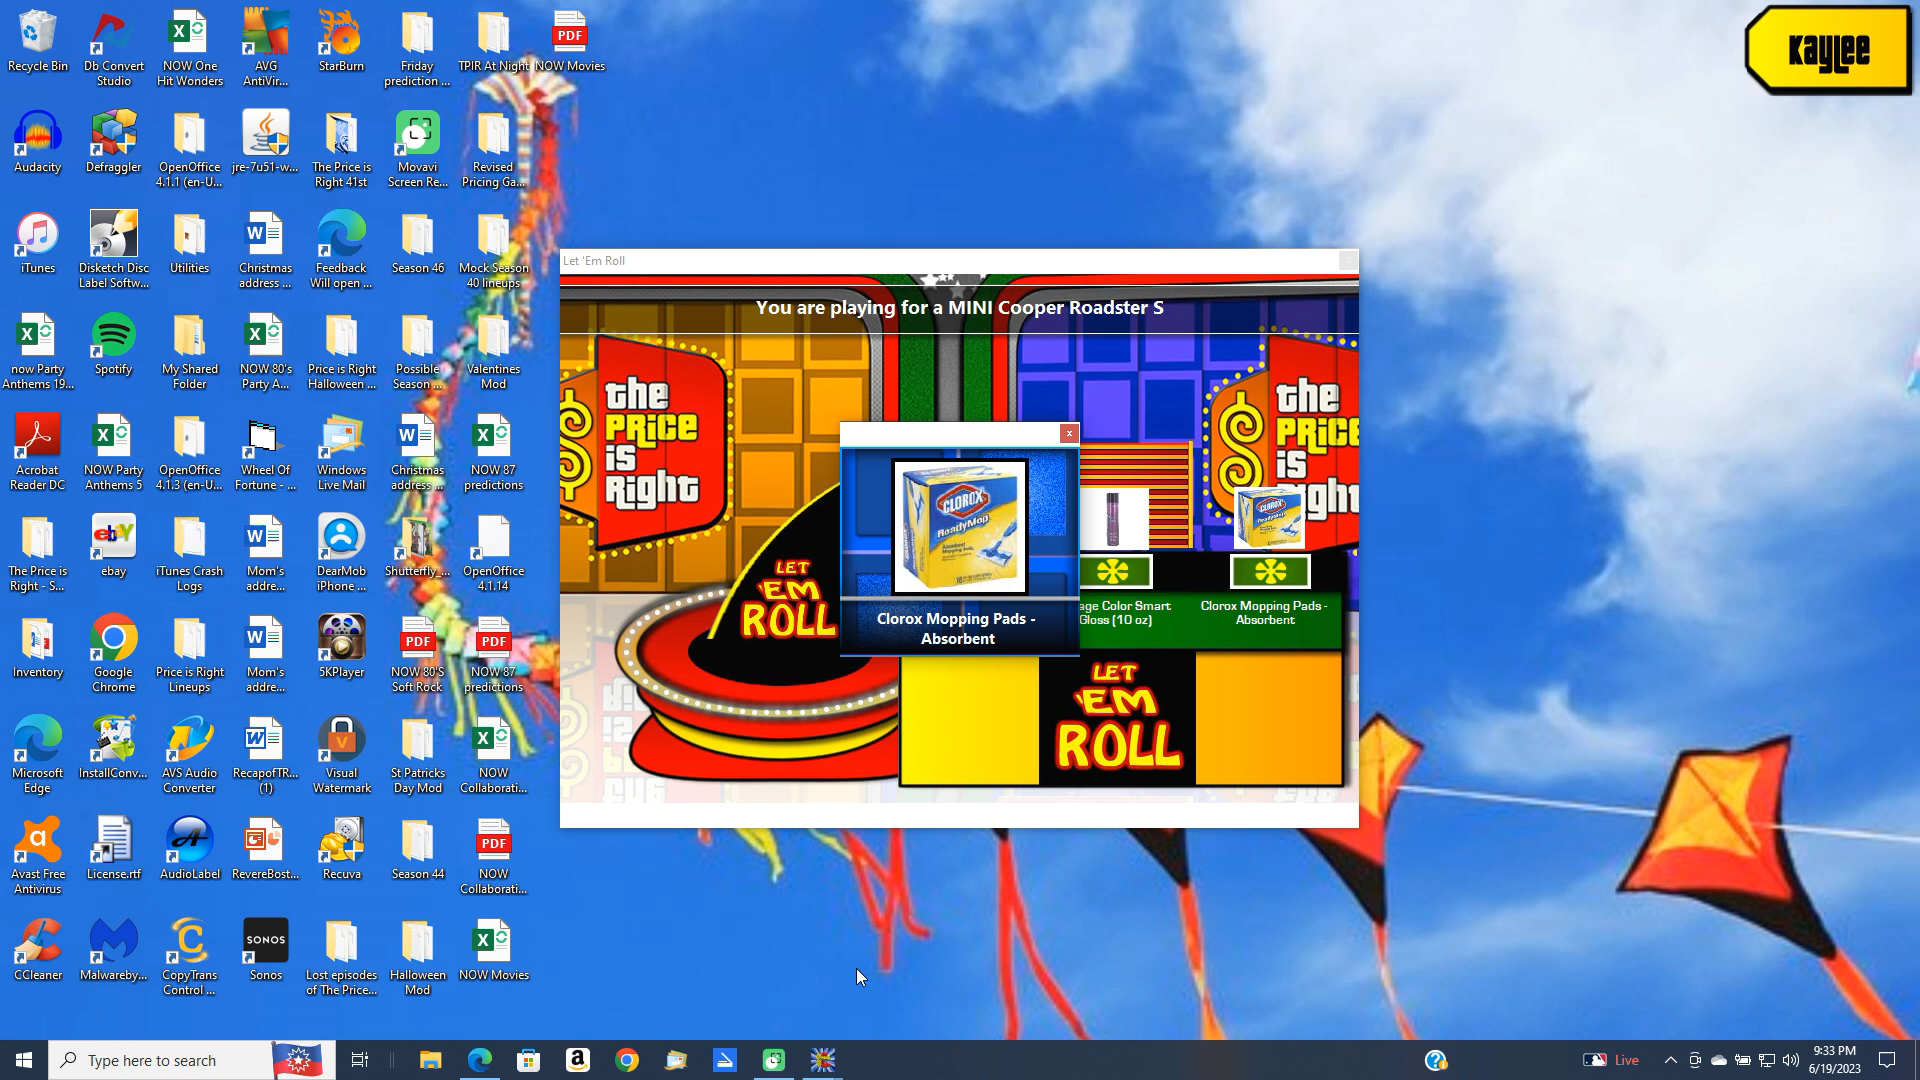 Recycle Bin
Db Convert
Studio
NOW One
Hit Wonders
AVG
AntiVir...
StarBurn
Friday
prediction ...
TPIR At Night
PDF
NOW Movies
Kaylee
Audacity
Defraggler
OpenOffice
4.1.1 (en-U...
jre-7u51-w...
The Price is
Right 41st
Movavi
Screen Re...
Revised
Pricing Ga...
iTunes
Disketch Disc
Label Softw...
Utilities
Christmas
address ...
Feedback
Will open ...
Season 46
Mock Season
40 lineups
now Party
Anthems 19...
Spotify
My Shared
Folder
NOW 80's
Party A...
Price is Right
Halloween ...
Possible
Season ...
Valentines
Mod
Acrobat
Reader DC
NOW Party
Anthems 5
OpenOffice
4.1.3 (en-U...
Wheel Of
Fortune - ...
Windows
Live Mail
Christmas
address ...
NOW 87
predictions
The Price is
Right - S...
ebay
ebay
iTunes Crash
Logs
Mom's
addre...
DearMob
iPhone ...
Shutterfly_...
OpenOffice
4.1.14
Inventory
Google
Chrome
Price is Right
Lineups
Mom's
addre...
5KPlayer
PDF
NOW 80'S
Soft Rock
PDF
NOW 87
predictions
Microsoft
Edge
InstallConv...
AVS Audio
Converter
RecapofTR...
(1)
Visual
Watermark
St Patricks
Day Mod
NOW
Collaborati...
Avast Free
Antivirus
License.rtf
AudioLabel
RevereBost...
Recuva
Season 44
PDF
NOW
Collaborati...
CCleaner
Malwareby...
CopyTrans
Control ...
SONOS
Sonos
Lost episodes
of The Price...
Halloween
Mod
NOW Movies
Let 'Em Roll
You are playing for a MINI Cooper Roadster S
the
PRiCe
is
Right
the
PRiCE
is
Right
LET
'EM
ROLL
CLOROX
ReadyMop
Clorox Mopping Pads -
Absorbent
age Color Smart
Gloss (10 oz)
Clorox Mopping Pads -
Absorbent
LET
'EM
ROLL
Type here to search
Live
9:33 PM
6/19/2023